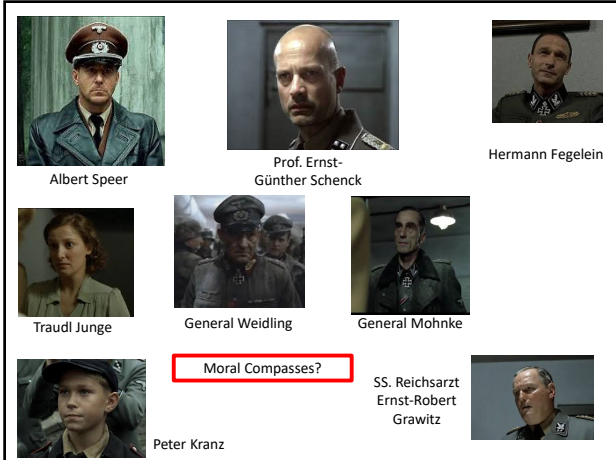 Albert Speer
Prof. Ernst-
Günther Schenck
Hermann Fegelein
Traudl Junge
General Weidling
General Mohnke
Moral Compasses?
SS. Reichsarzt
Ernst-Robert
Grawitz
Peter Kranz